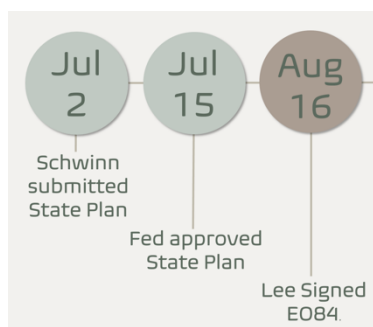 Jul
2
Jul
15
Aug
16
Schwinn
submitted
State Plan
Fed approved
State Plan
Lee Signed
EO84.